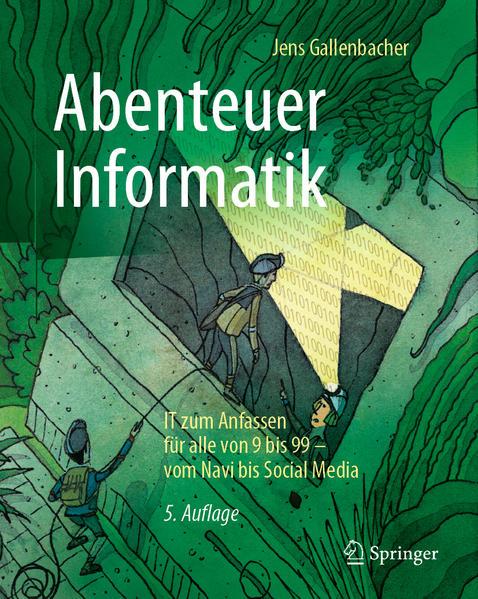 Jens Gallenbacher
Abenteuer
Informatik
IT zum Anfassen
für alle von 9 bis 99 –
vom Navi bis Social Media
5. Auflage
Springer